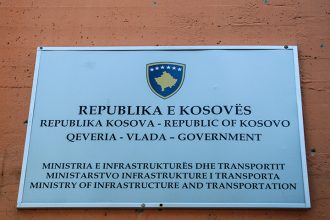 REPUBLIKA E KOSOVËS
REPUBLIKA KOSOVA - REPUBLIC OF KOSOVO
QEVERIA - VLADA - GOVERNMENT
MINISTRIA E INFRASTRUKTURËS DHE TRANSPORTIT
MINISTARSTVO INFRASTRUKTURE I TRANSPORTA
MINISTRY OF INFRASTRUCTURE AND TRANSPORTATION